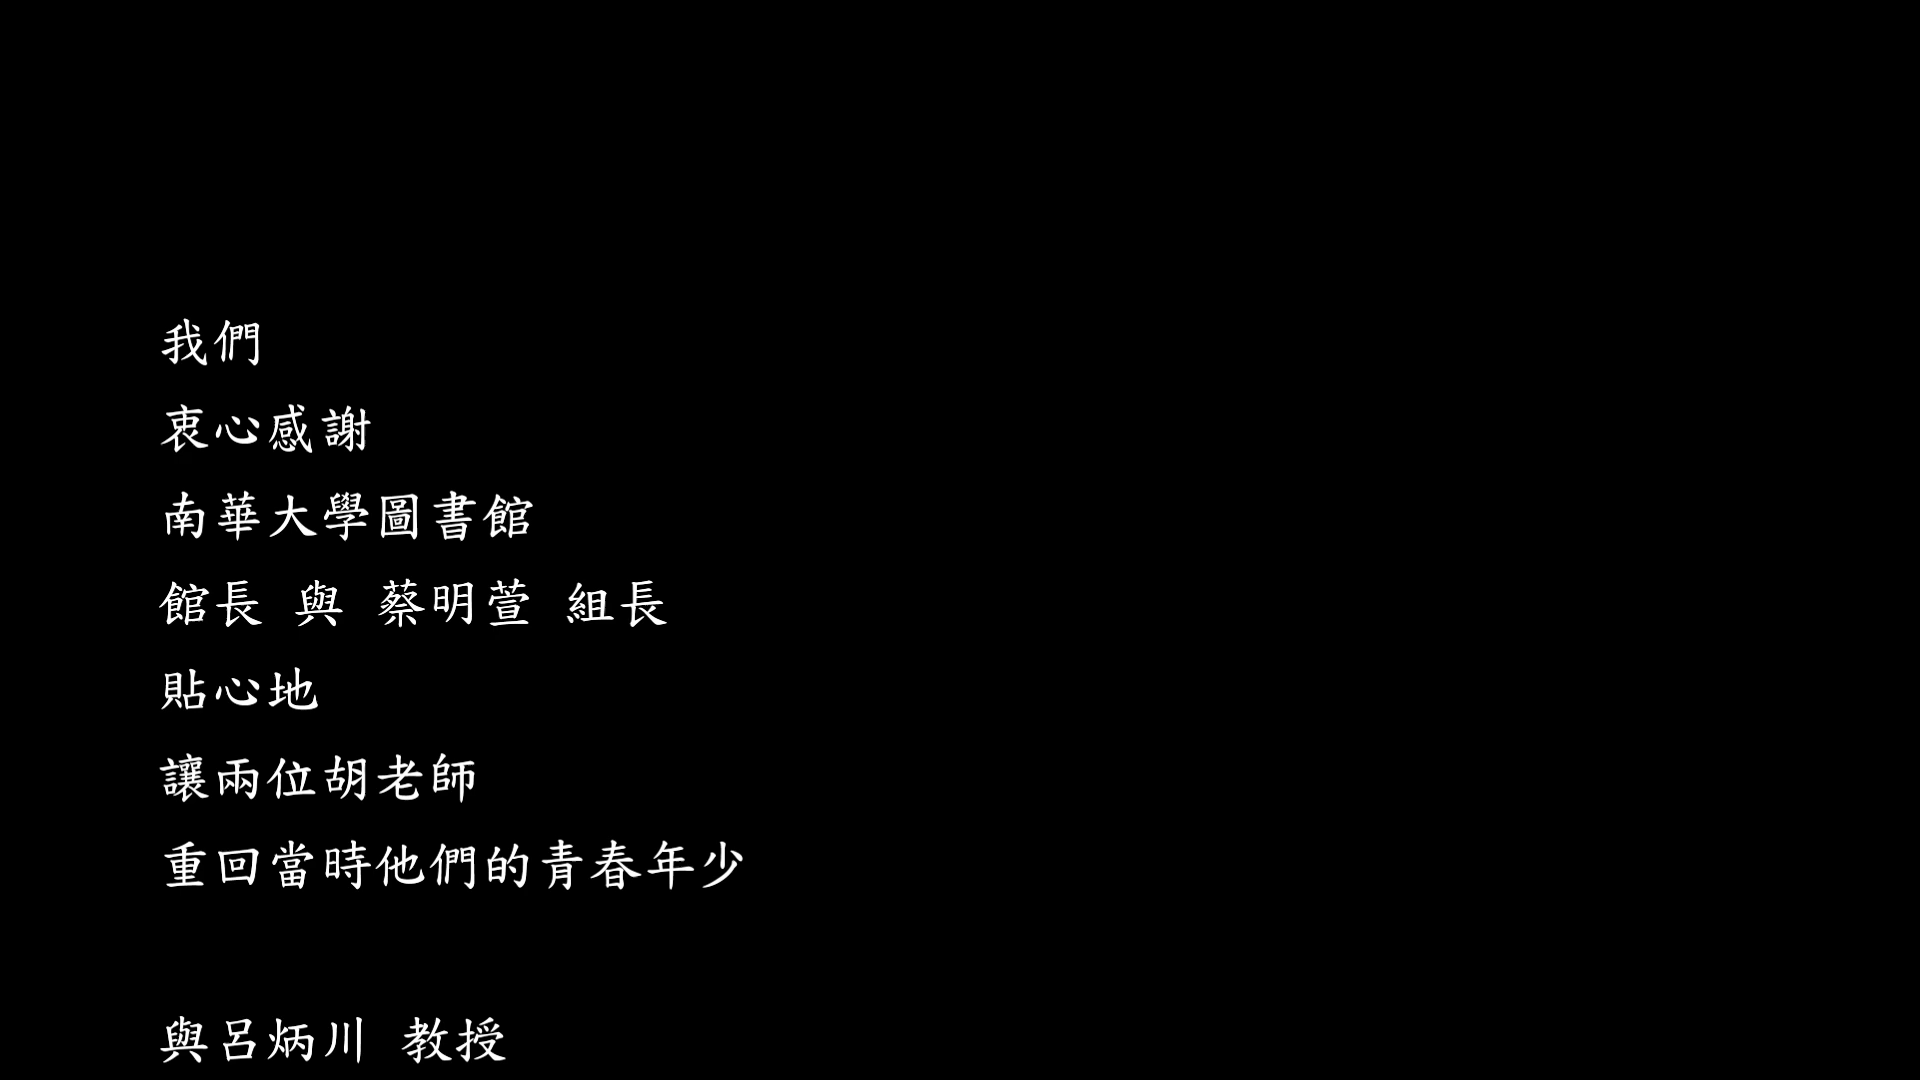 我們
衷心感謝
南華大學圖書館
館長 與 蔡明萱 組長
貼心地
讓兩位胡老師
重回當時他們的青春年少
與呂炳川 教授